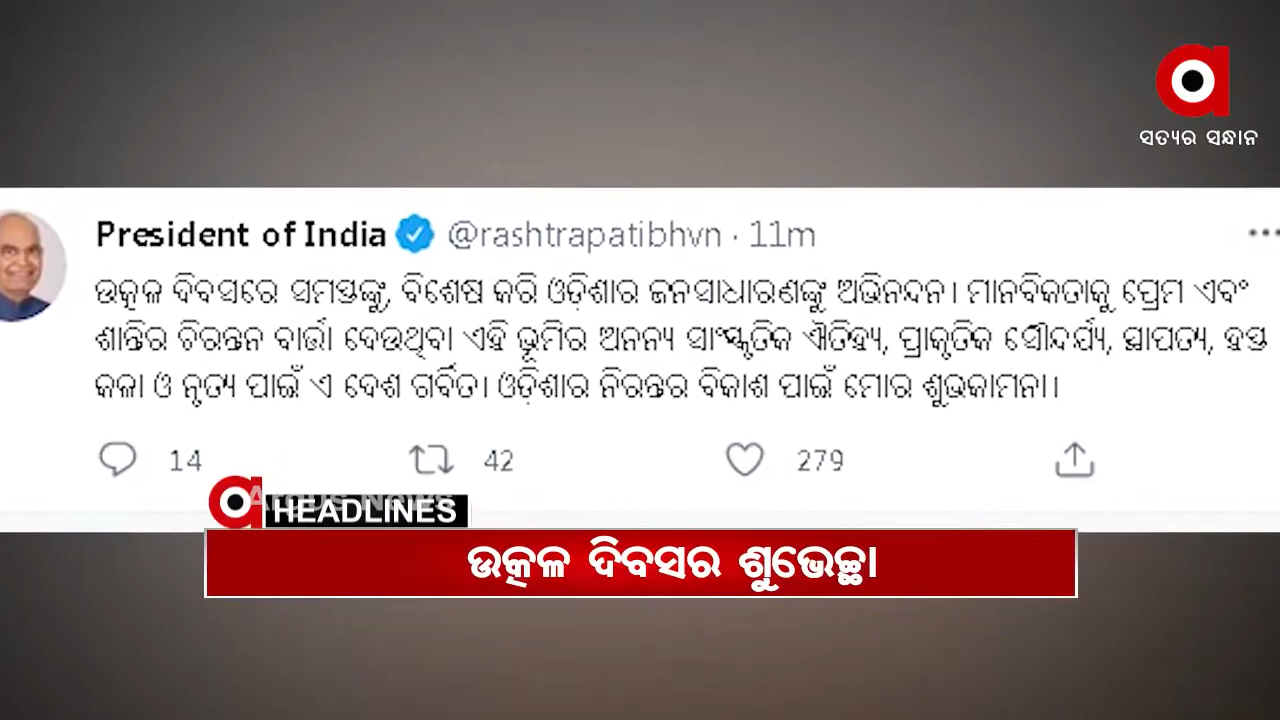 ସତ୍ୟର ସନ୍ଧାନ
President of India @rashtrapatibhvn · 11m
ଉତ୍କଳ ଦିବସରେ ସମସ୍ତଙ୍କୁ, ବିଶେଷ କରି ଓଡ଼ିଶାର ଜନସାଧାରଣଙ୍କୁ ଅଭିନନ୍ଦନ। ମାନବିକତାକୁ ପ୍ରେମ ଏବଂ
ଶାନ୍ତିର ଚିରନ୍ତନ ବାର୍ତ୍ତା ଦେଉଥିବା ଏହି ଭୂମିର ଅନନ୍ୟ ସାଂସ୍କୃତିକ ଐତିହ୍ୟ, ପ୍ରାକୃତିକ ସୌନ୍ଦର୍ଯ୍ୟ, ସ୍ଥାପତ୍ୟ, ହସ୍ତ
କଳା ଓ ନୃତ୍ୟ ପାଇଁ ଏ ଦେଶ ଗର୍ବିତ। ଓଡ଼ିଶାର ନିରନ୍ତର ବିକାଶ ପାଇଁ ମୋର ଶୁଭକାମନା।
14 42 279
Argus News
HEADLINES
ଉତ୍କଳ ଦିବସର ଶୁଭେଚ୍ଛା